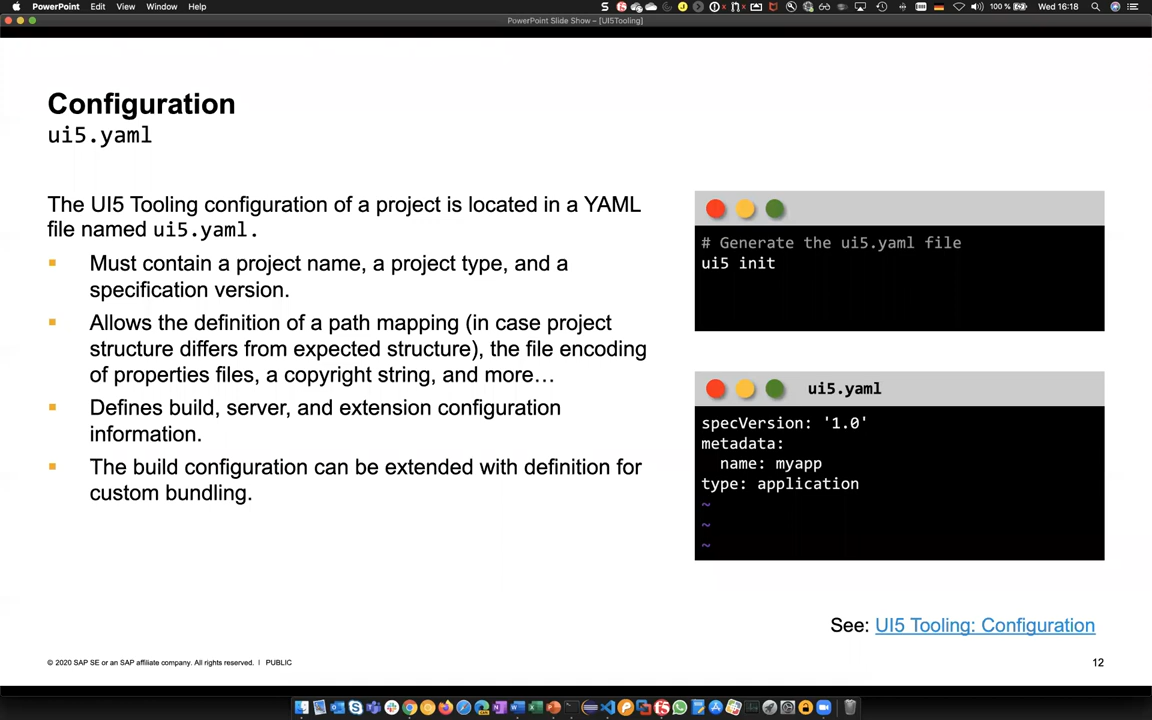 PowerPoint File Edit View Window Help
100 % Wed 16:18
PowerPoint Slide Show – [UI5Tooling]
Configuration
ui5.yaml
The UI5 Tooling configuration of a project is located in a YAML
file named ui5.yaml.
Must contain a project name, a project type, and a
specification version.
Allows the definition of a path mapping (in case project
structure differs from expected structure), the file encoding
of properties files, a copyright string, and more…
Defines build, server, and extension configuration
information.
The build configuration can be extended with definition for
custom bundling.
# Generate the ui5.yaml file
ui5 init
ui5.yaml
specVersion: '1.0'
metadata:
  name: myapp
type: application
~
~
~
See: UI5 Tooling: Configuration
© 2020 SAP SE or an SAP affiliate company. All rights reserved. I PUBLIC
12